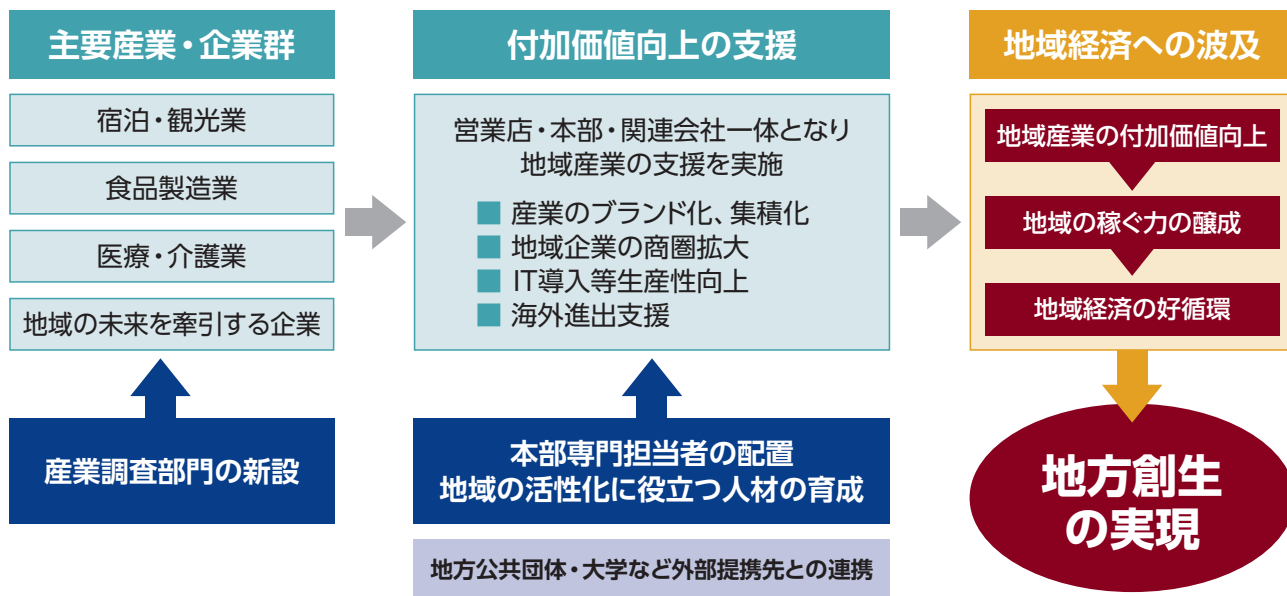 主要産業・企業群
宿泊・観光業
食品製造業
医療・介護業
地域の未来を牽引する企業
産業調査部門の新設
付加価値向上の支援
営業店・本部・関連会社一体となり
地域産業の支援を実施
■ 産業のブランド化、集積化
■ 地域企業の商圏拡大
■ IT導入等生産性向上
■ 海外進出支援
本部専門担当者の配置
地域の活性化に役立つ人材の育成
地方公共団体・大学など外部提携先との連携
地域経済への波及
地域産業の付加価値向上
地域の稼ぐ力の醸成
地域経済の好循環
地方創生
の実現